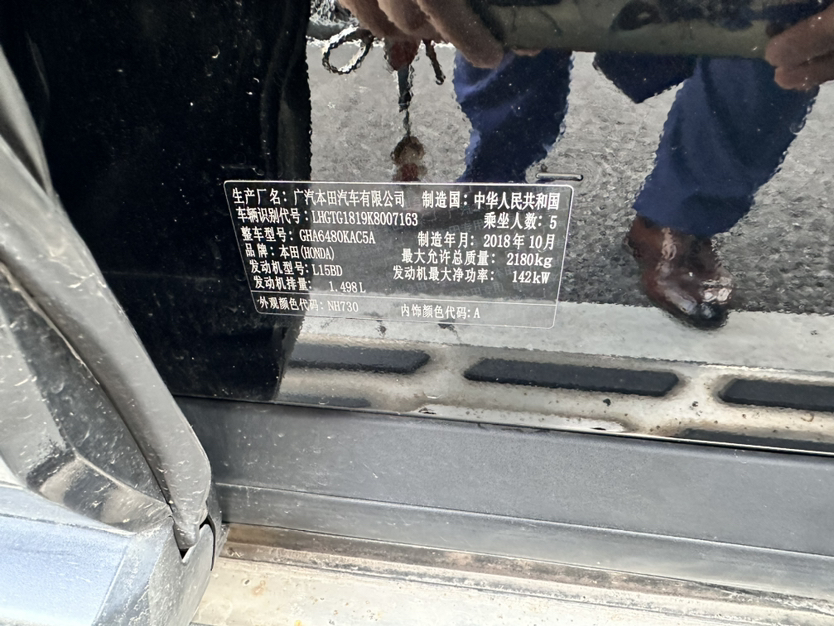 生产厂名: 广汽本田汽车有限公司 制造国: 中华人民共和国
车辆识别代号: LHGTG1819K8007163 乘坐人数: 5
整车型号: GHA6480KAC5A 制造年月: 2018年10月
品牌: 本田(HONDA) 最大允许总质量: 2180kg
发动机型号: L15BD 发动机最大净功率: 142kW
发动机排量: 1.498L
外观颜色代码: NH730 内饰颜色代码: A